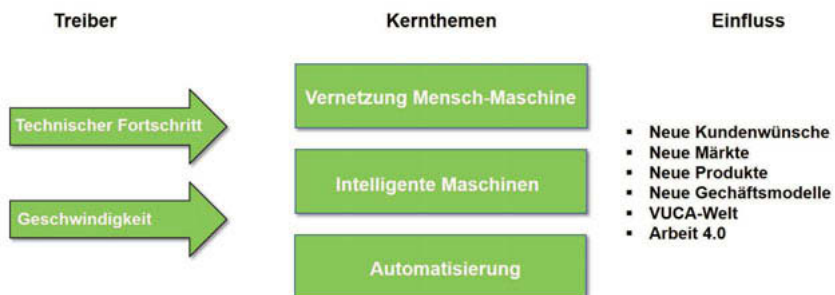 Treiber
Kernthemen
Einfluss
Technischer Fortschritt
Geschwindigkeit
Vernetzung Mensch-Maschine
Intelligente Maschinen
Automatisierung
▪ Neue Kundenwünsche
▪ Neue Märkte
▪ Neue Produkte
▪ Neue Gechäftsmodelle
▪ VUCA-Welt
▪ Arbeit 4.0